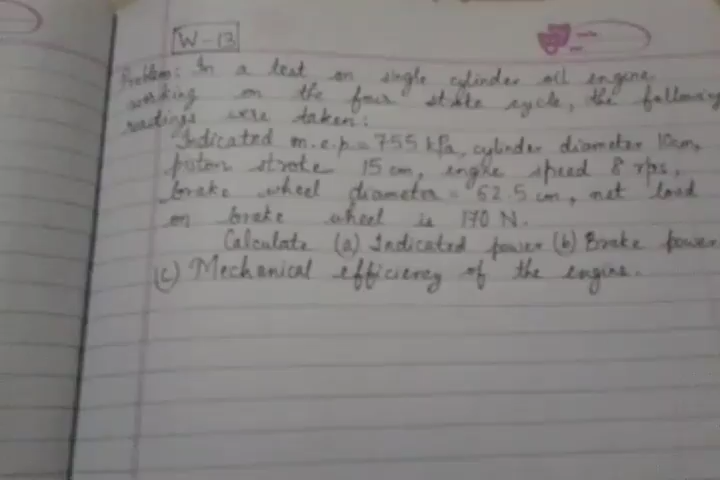 W-13
Problem: In a test on single cylinder oil engine
working on the four stroke cycle, the following
readings were taken:
Indicated m.e.p. = 755 kPa, cylinder diameter 10cm,
piston stroke 15 cm, engine speed 8 rps,
brake wheel diameter = 62.5 cm, net load
on brake wheel is 170 N.
Calculate (a) Indicated power (b) Brake power
(c) Mechanical efficiency of the engine.